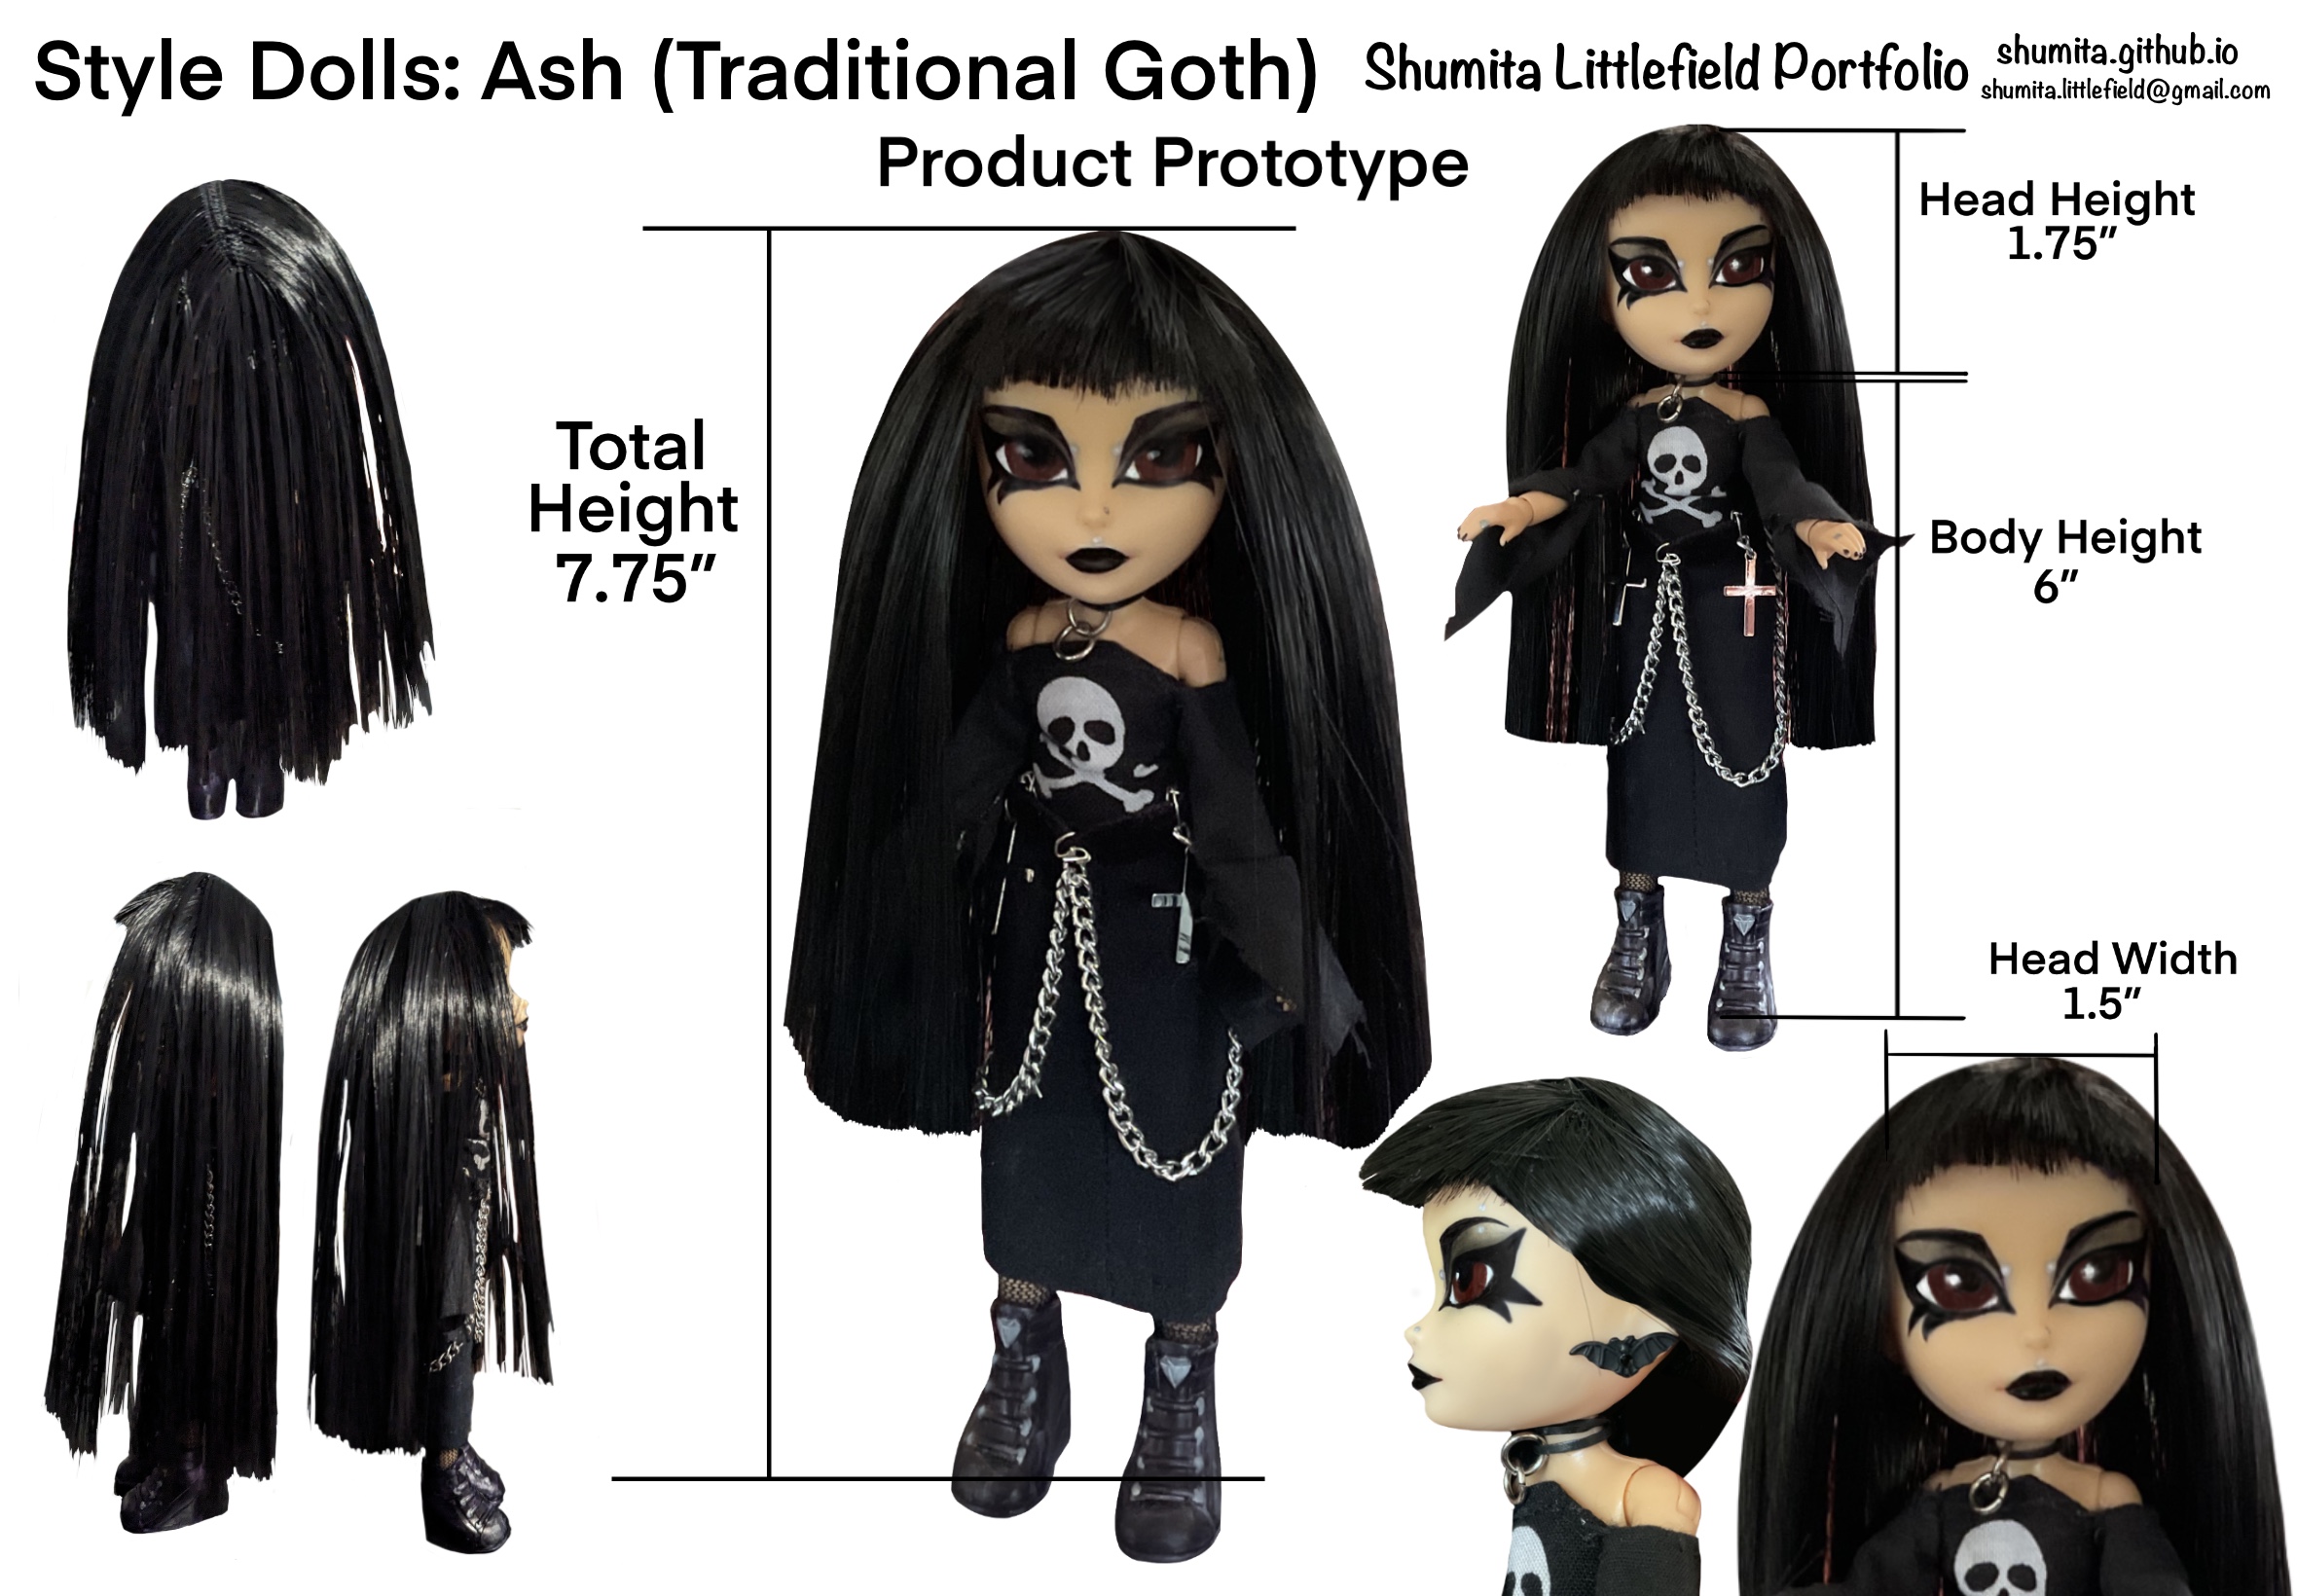 Style Dolls: Ash (Traditional Goth)
Shumita Littlefield Portfolio
shumita.github.io
shumita.littlefield@gmail.com
Product Prototype
Head Height
1.75”
Total
Height
7.75”
Body Height
6”
Head Width
1.5”